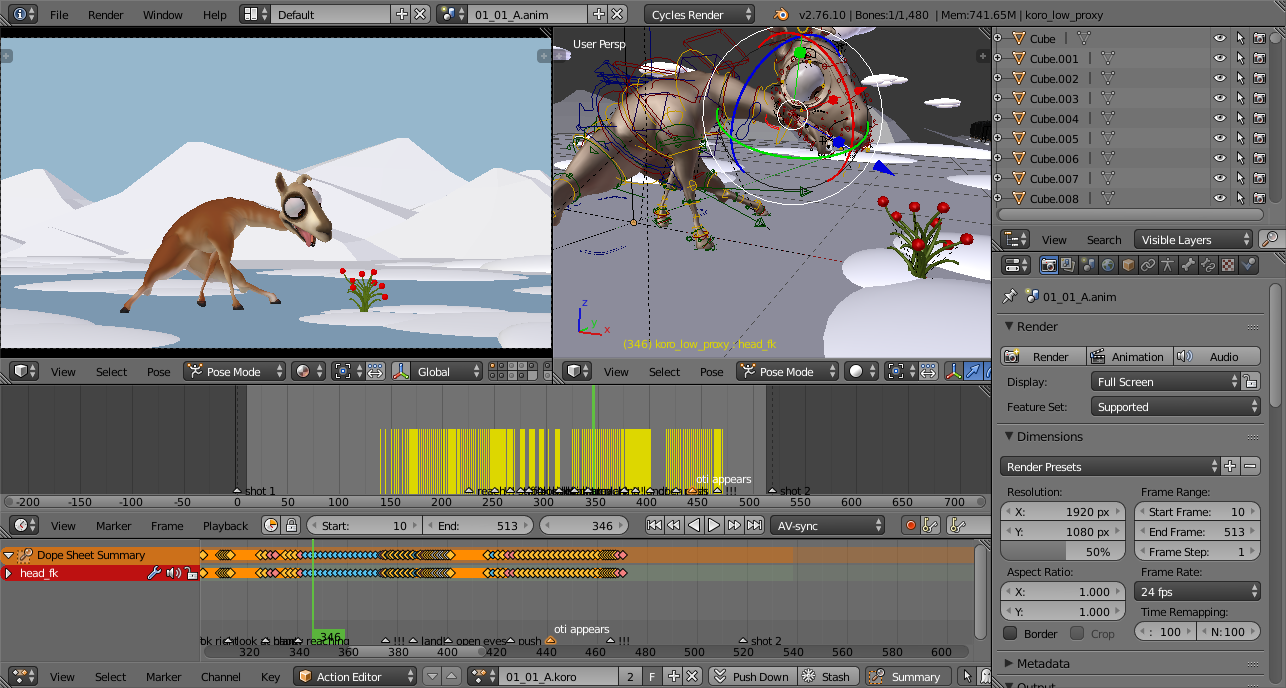 File Render Window Help Default 01_01_A.anim Cycles Render v2.76.10 | Bones:1/1,480 | Mem:741.65M | koro_low_proxy
User Persp
(346) koro_low_proxy : head_fk
z
y
x
View Select Pose Pose Mode Global
View Select Pose Pose Mode
Cube
Cube.001
Cube.002
Cube.003
Cube.004
Cube.005
Cube.006
Cube.007
Cube.008
View Search Visible Layers
01_01_A.anim
Render
Render Animation Audio
Display: Full Screen
Feature Set: Supported
Dimensions
Render Presets
Resolution: Frame Range:
X: 1920 px Start Frame: 10
Y: 1080 px End Frame: 513
50% Frame Step: 1
Aspect Ratio: Frame Rate:
X: 1.000 24 fps
Y: 1.000 Time Remapping:
Border Crop : 100 N: 100
Metadata
oti appears
shot 1 !!! shot 2
-200 -150 -100 -50 0 50 100 150 200 250 300 350 400 450 500 550 600 650 700
View Marker Frame Playback Start: 10 End: 513 346 AV-sync
Dope Sheet Summary
head_fk
oti appears
346
look reaching !!! open eyes push !!! shot 2
320 340 360 380 400 420 440 460 480 500 520 540 560 580 600
View Select Marker Channel Key Action Editor 01_01_A.koro 2 F Push Down Stash Summary